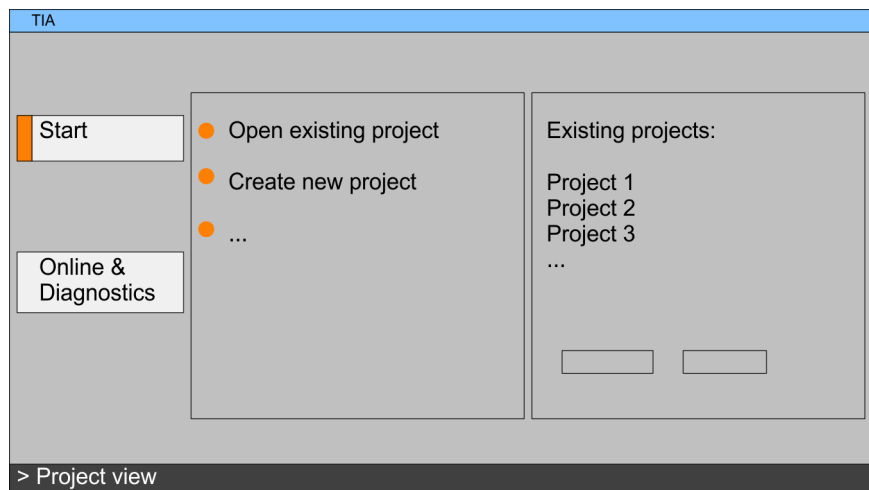 TIA
Start
Online &
Diagnostics
Open existing project
Create new project
...
Existing projects:
Project 1
Project 2
Project 3
...
> Project view